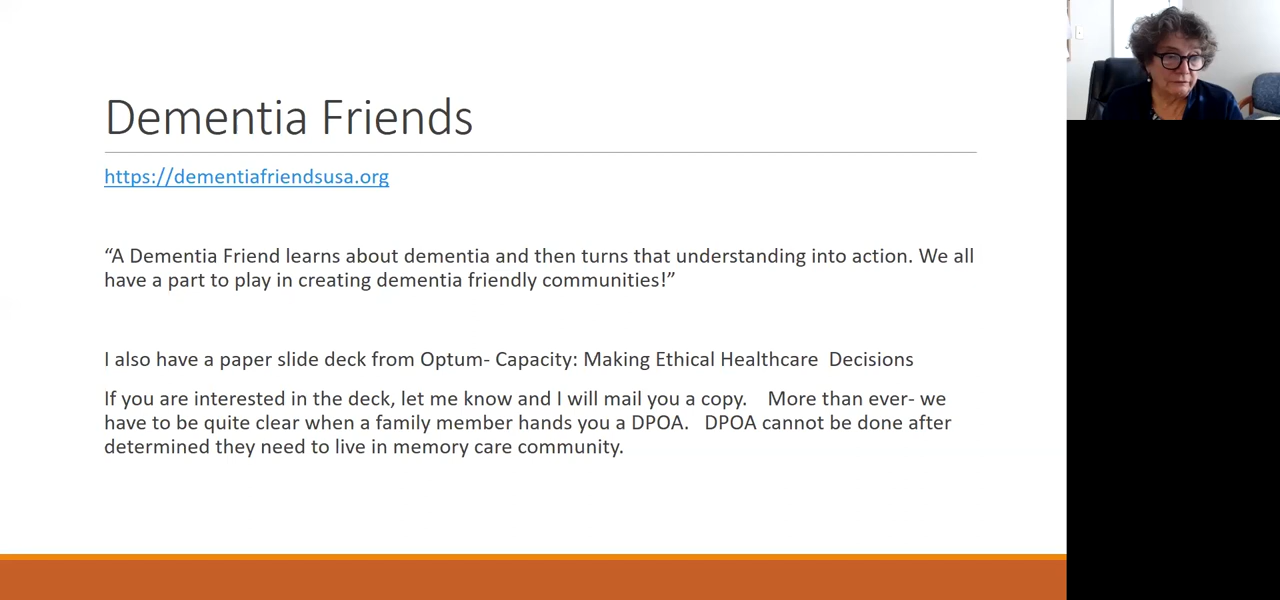 Dementia Friends
https://dementiafriendsusa.org
“A Dementia Friend learns about dementia and then turns that understanding into action. We all
have a part to play in creating dementia friendly communities!”
I also have a paper slide deck from Optum- Capacity: Making Ethical Healthcare  Decisions
If you are interested in the deck, let me know and I will mail you a copy.    More than ever- we
have to be quite clear when a family member hands you a DPOA.   DPOA cannot be done after
determined they need to live in memory care community.